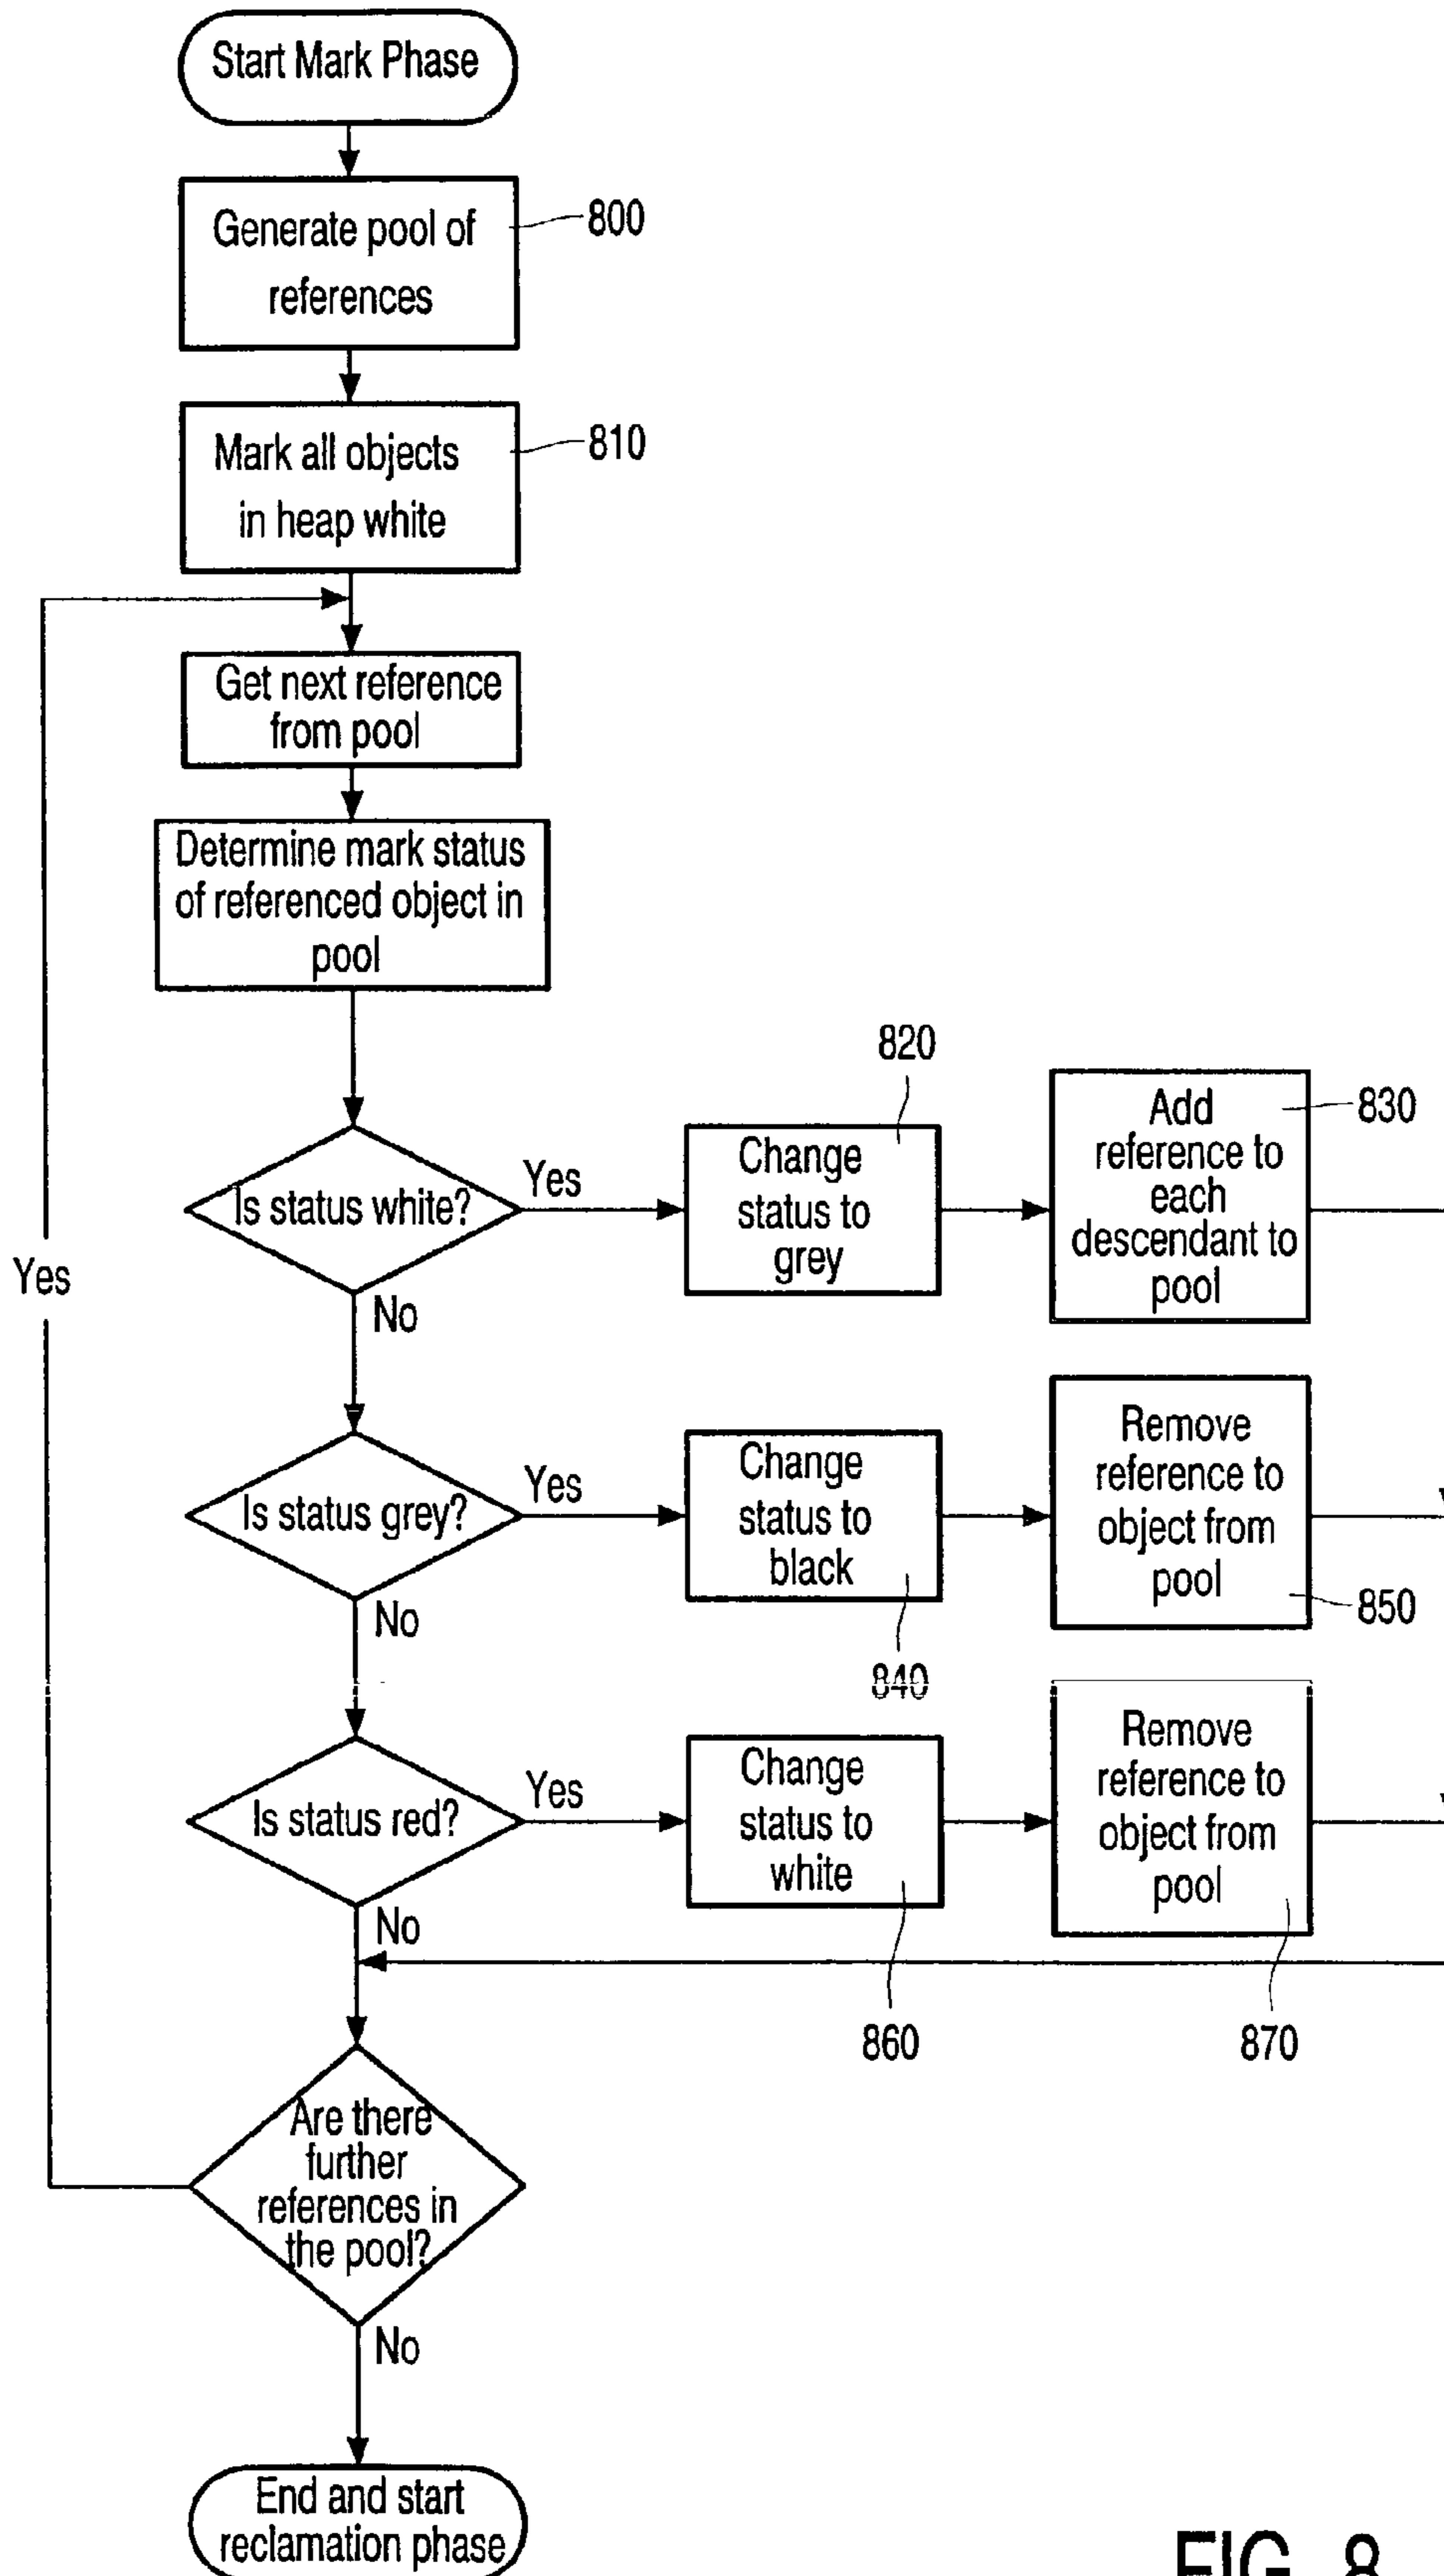 Start Mark Phase
Generate pool of
references
800
Mark all objects
in heap white
810
Get next reference
from pool
Determine mark status
of referenced object in
pool
Is status white?
Yes
No
820
Change
status to
grey
Add
reference to
each
descendant to
pool
830
Yes
Is status grey?
Yes
No
Change
status to
black
840
Remove
reference to
object from
pool
850
Is status red?
Yes
No
Change
status to
white
860
Remove
reference to
object from
pool
870
Are there
further
references in
the pool?
No
End and start
reclamation phase
FIG. 8